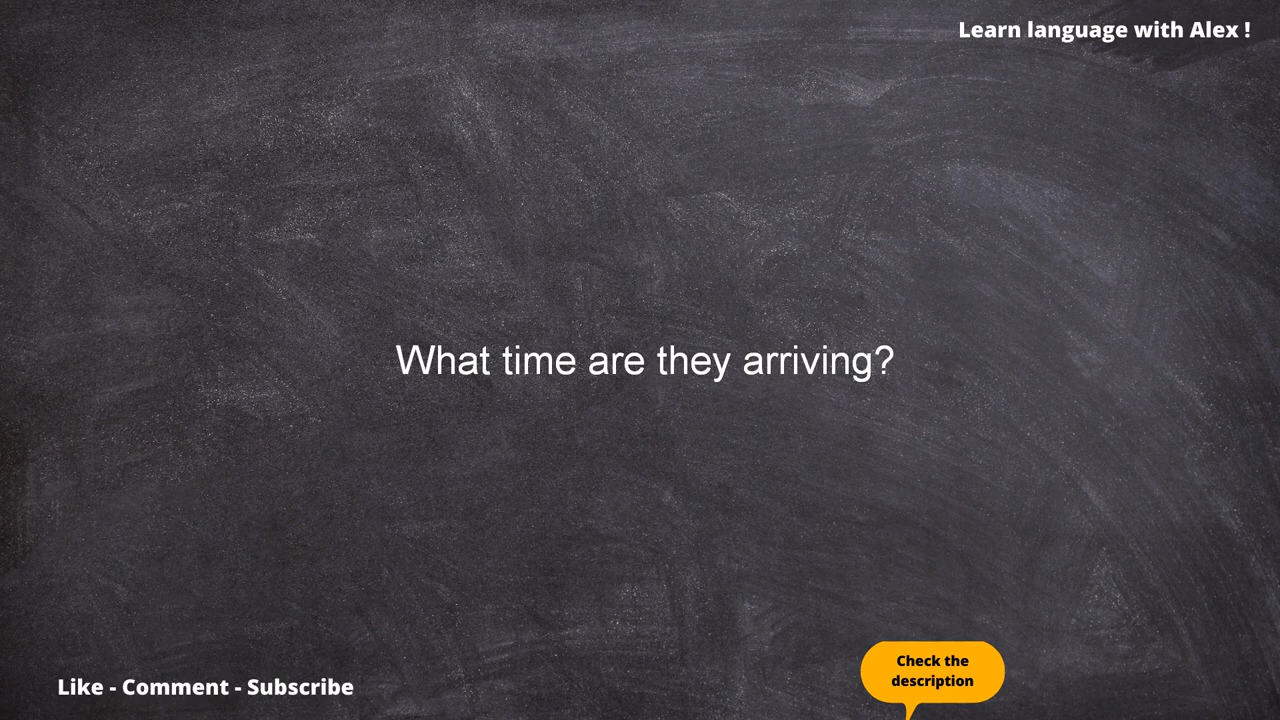 Learn language with Alex !
What time are they arriving?
Check the
description
Like - Comment - Subscribe